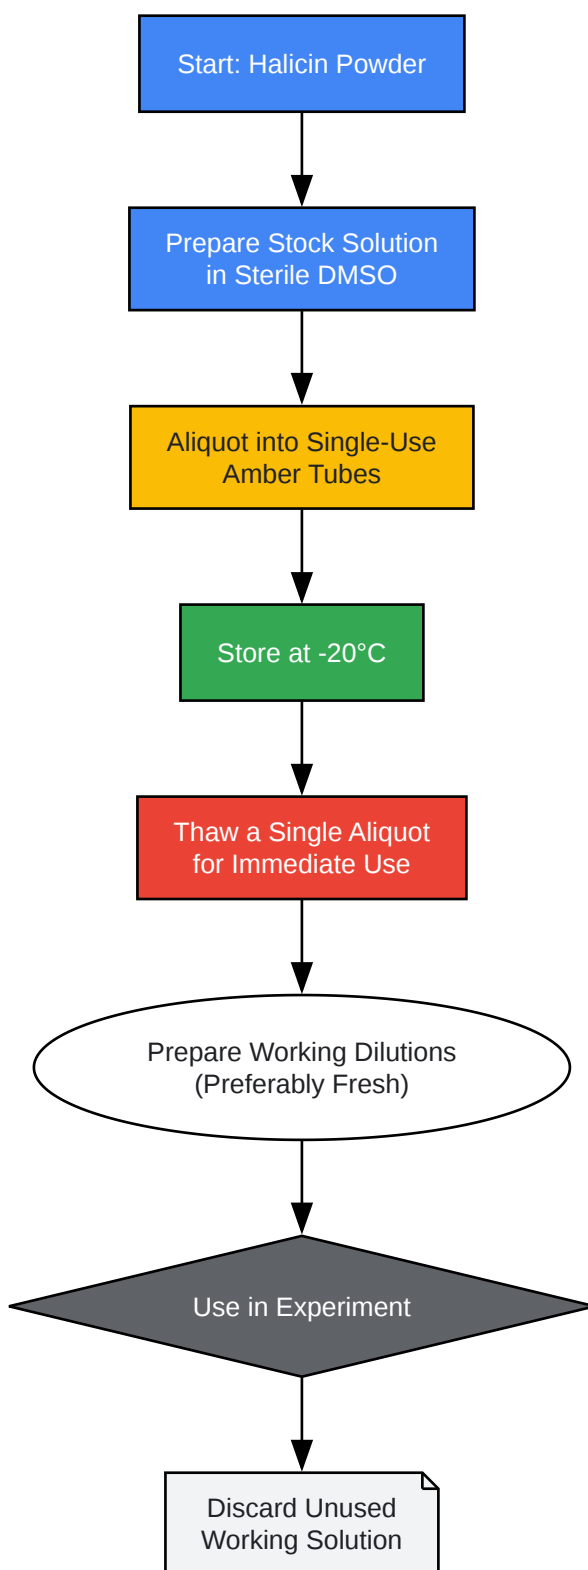 Start: Halicin Powder
Prepare Stock Solution
in Sterile DMSO
Aliquot into Single-Use
Amber Tubes
Store at -20°C
Thaw a Single Aliquot
for Immediate Use
Prepare Working Dilutions
(Preferably Fresh)
Use in Experiment
Discard Unused
Working Solution